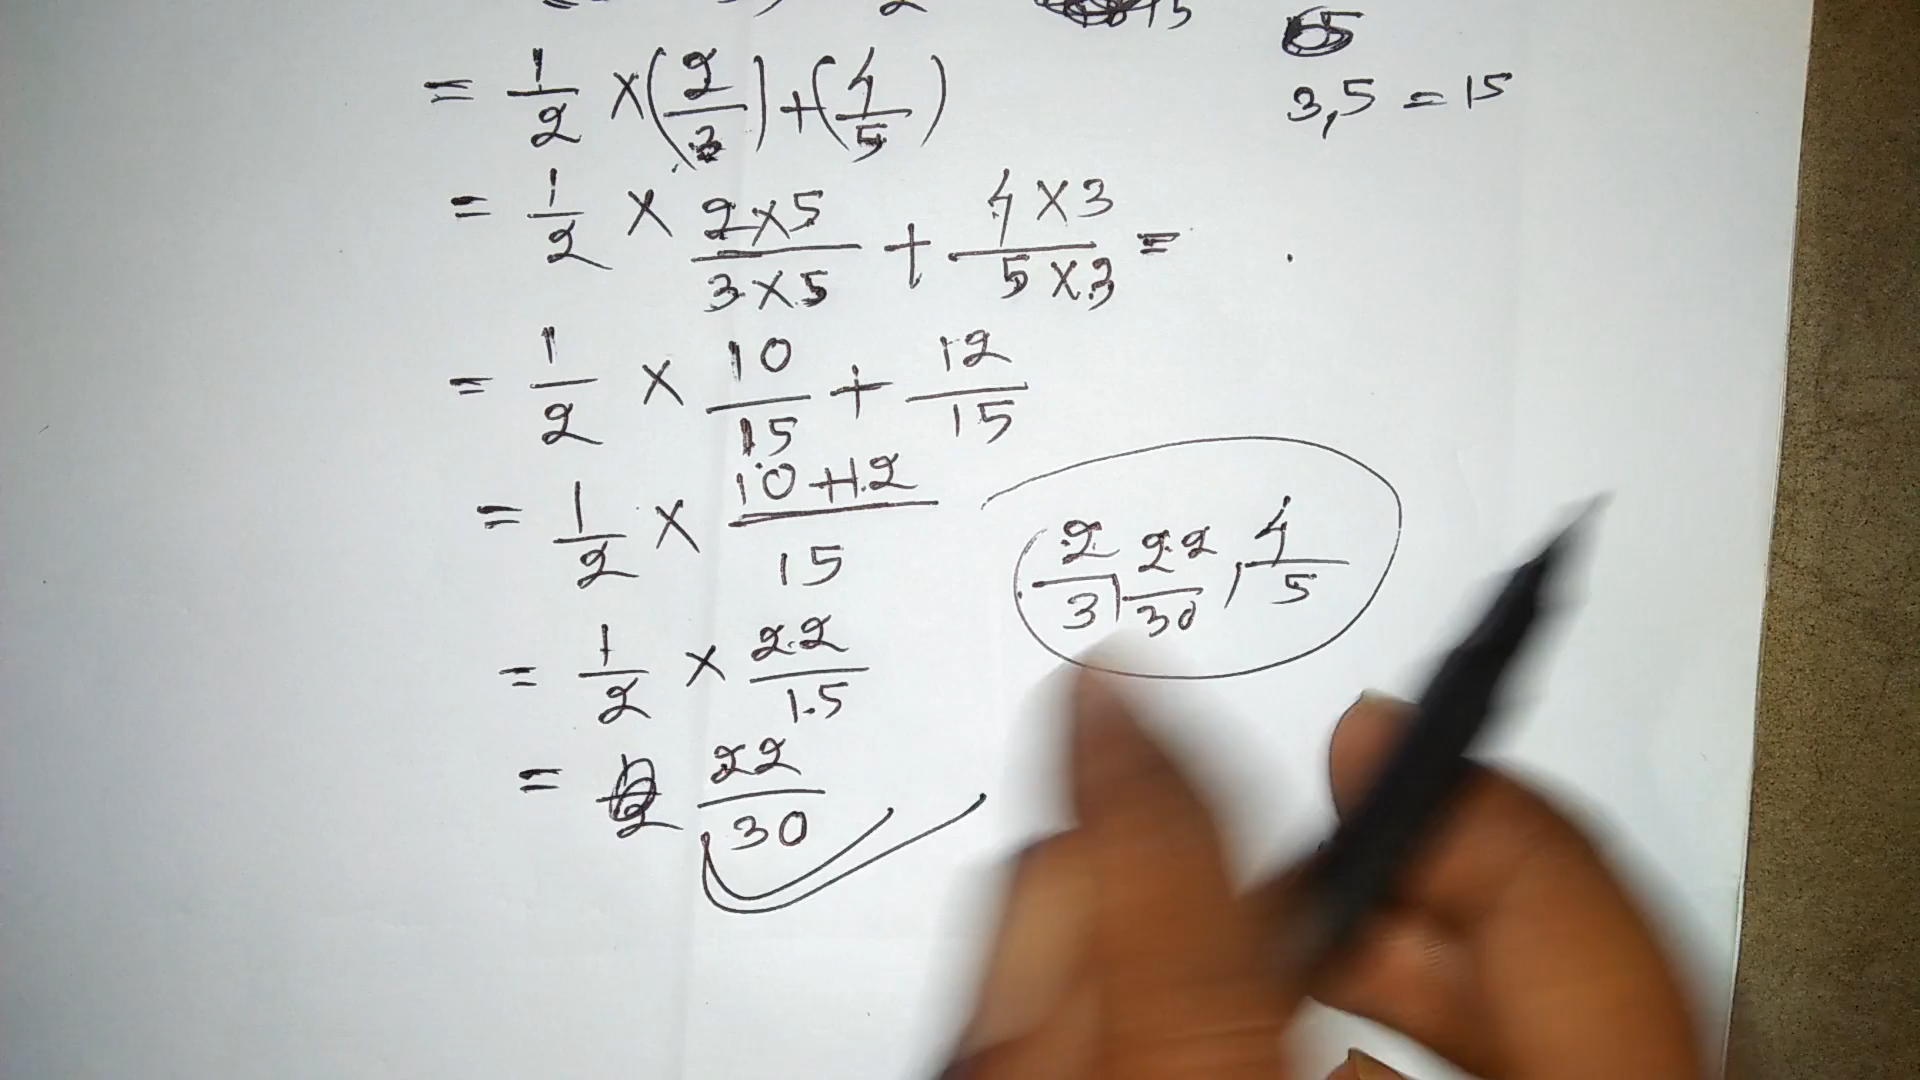 3,5 = 15
= 1/2 × (2/3) + (4/5)
= 1/2 × 2×5/3×5 + 4×3/5×3 =
= 1/2 × 10/15 + 12/15
= 1/2 × 10+12/15
2/3, 22/30, 4/5
= 1/2 × 22/15
= 22/30